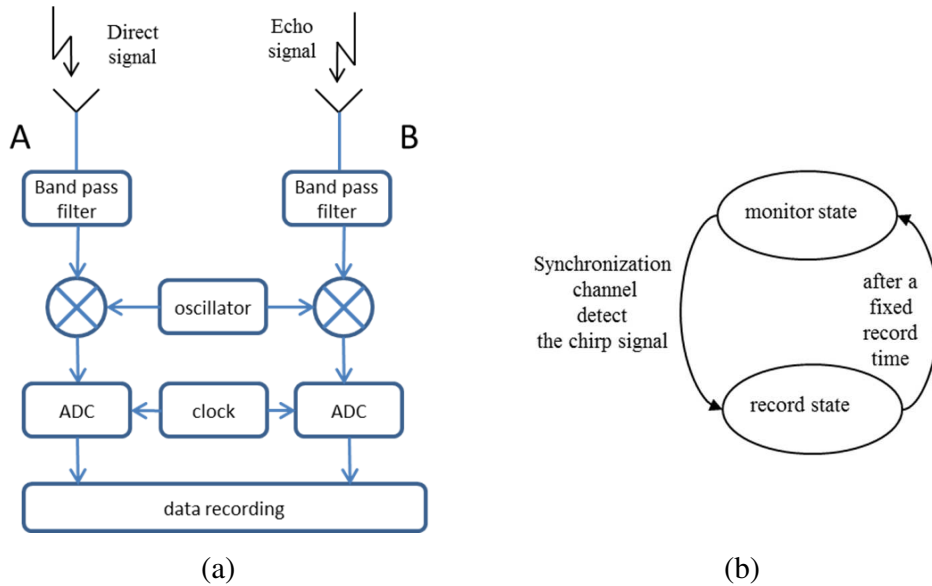 Direct
signal
Echo
signal
A
B
Band pass
filter
Band pass
filter
oscillator
ADC
clock
ADC
data recording
(a)
monitor state
Synchronization
channel
detect
the chirp signal
after a
fixed
record
time
record state
(b)